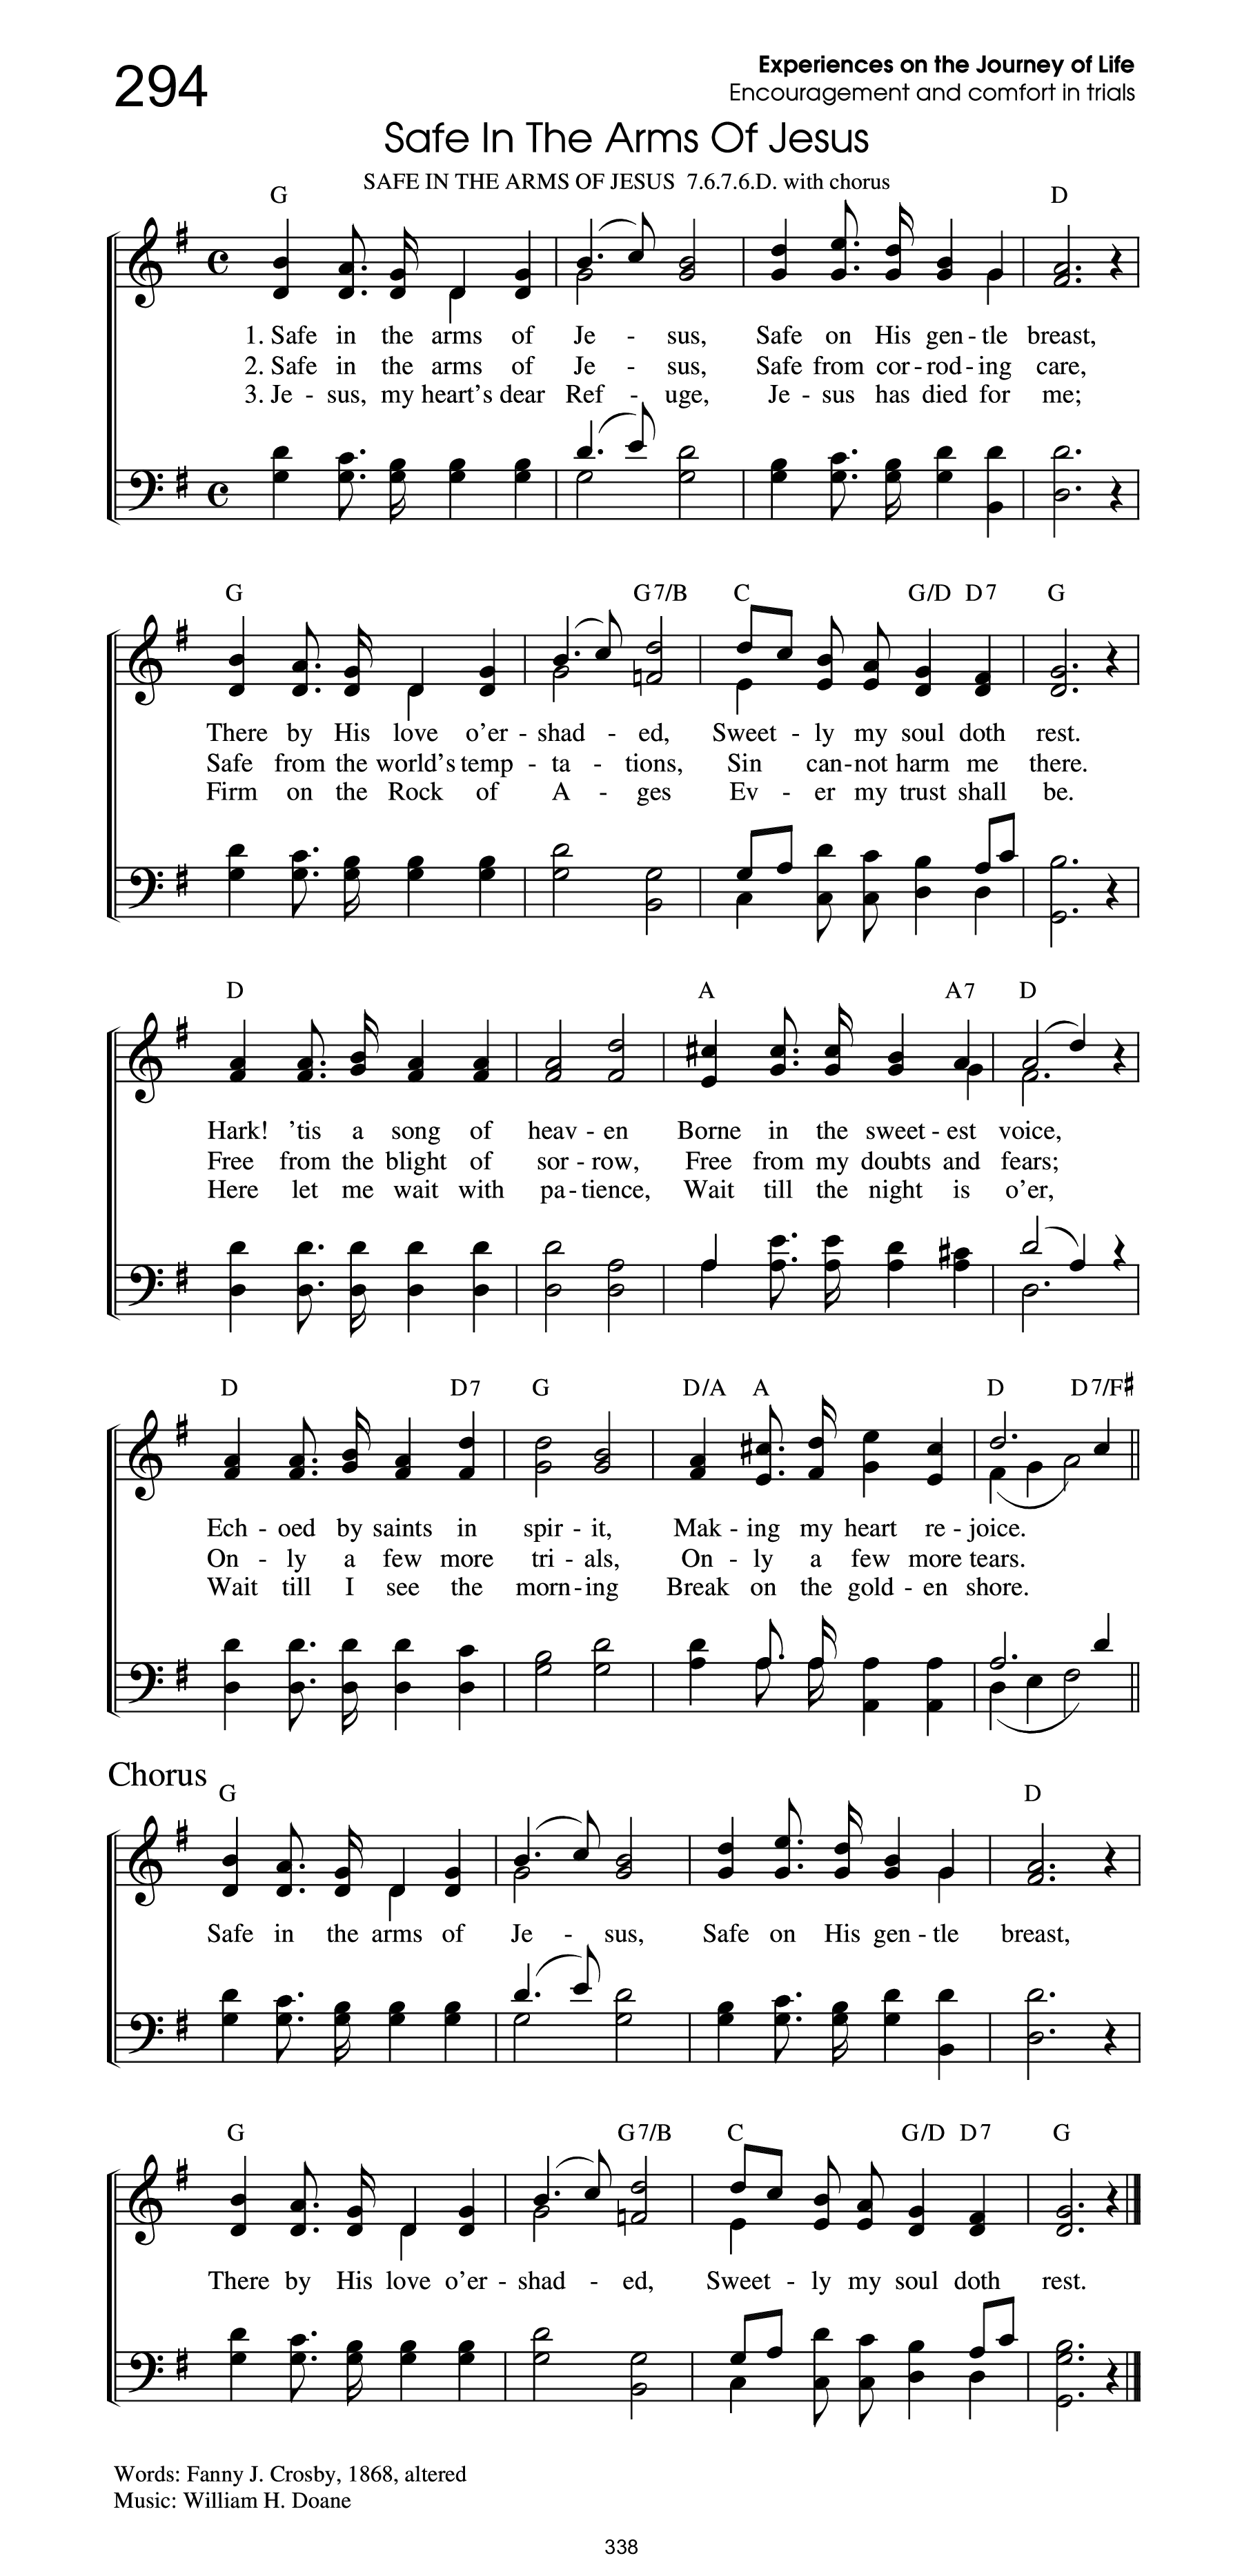 294
Experiences on the Journey of Life
Encouragement and comfort in trials
Safe In The Arms Of Jesus
SAFE IN THE ARMS OF JESUS 7.6.7.6.D. with chorus
G D
1. Safe in the arms of Je - sus, Safe on His gen - tle breast,
2. Safe in the arms of Je - sus, Safe from cor - rod - ing care,
3. Je - sus, my heart's dear Ref - uge, Je - sus has died for me;
G G7/B C G/D D7 G
There by His love o'er - shad - ed, Sweet - ly my soul doth rest.
Safe from the world's temp - ta - tions, Sin can - not harm me there.
Firm on the Rock of A - ges Ev - er my trust shall be.
D A A7 D
Hark! 'tis a song of heav - en Borne in the sweet - est voice,
Free from the blight of sor - row, Free from my doubts and fears;
Here let me wait with pa - tience, Wait till the night is o'er,
D D7 G D/A A D D7/F#
Ech - oed by saints in spir - it, Mak - ing my heart re - joice.
On - ly a few more tri - als, On - ly a few more tears.
Wait till I see the morn - ing Break on the gold - en shore.
Chorus
G D
Safe in the arms of Je - sus, Safe on His gen - tle breast,
G G7/B C G/D D7 G
There by His love o'er - shad - ed, Sweet - ly my soul doth rest.
Words: Fanny J. Crosby, 1868, altered
Music: William H. Doane
338